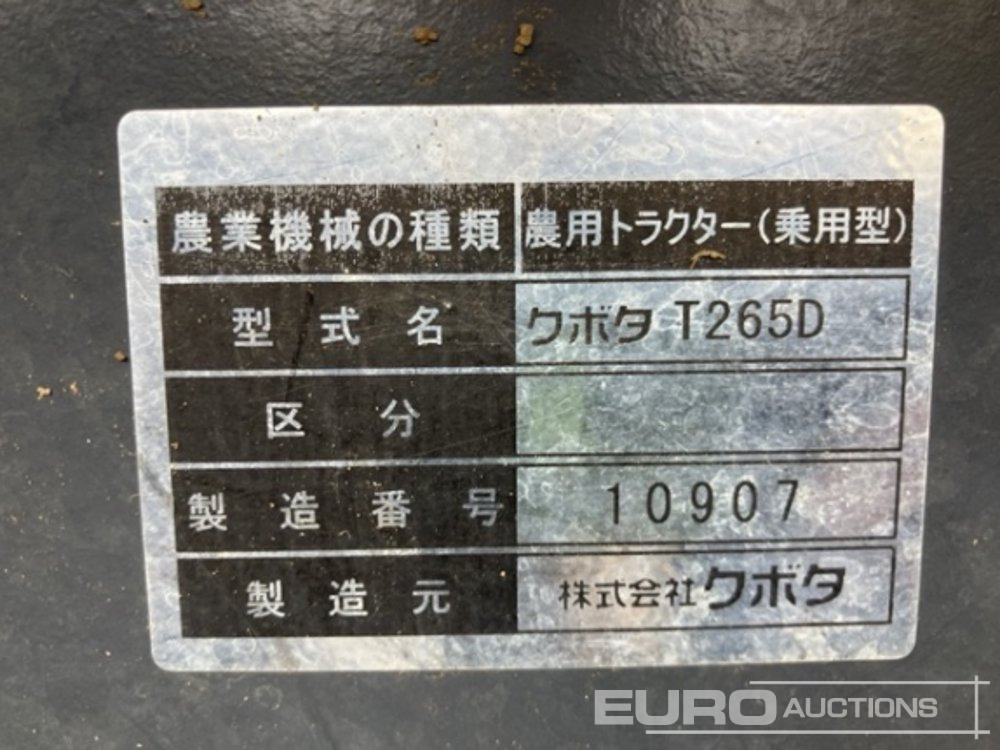 農業機械の種類 農用トラクター(乗用型)
型式名 クボタ T265D
区分
製造番号 10907
製造元 株式会社クボタ
EURO AUCTIONS